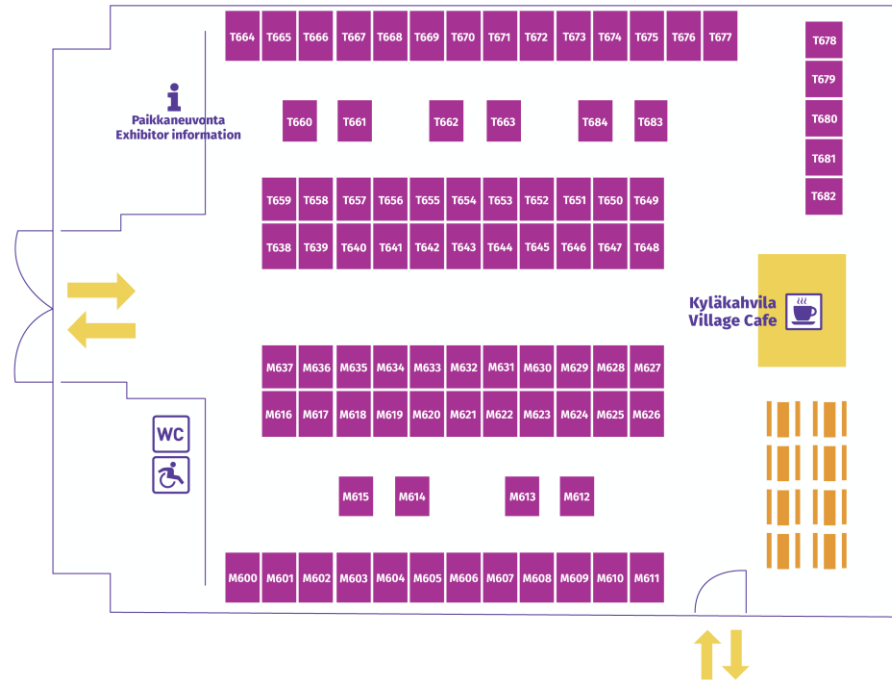 T664 T665 T666 T667 T668 T669 T670 T671 T672 T673 T674 T675 T676 T677
T678
T679
T680
T681
T682
Paikkaneuvonta
Exhibitor information
T660 T661 T662 T663 T684 T683
T659 T658 T657 T656 T655 T654 T653 T652 T651 T650 T649
T638 T639 T640 T641 T642 T643 T644 T645 T646 T647 T648
Kyläkahvila
Village Cafe
M637 M636 M635 M634 M633 M632 M631 M630 M629 M628 M627
M616 M617 M618 M619 M620 M621 M622 M623 M624 M625 M626
WC
M615 M614 M613 M612
M600 M601 M602 M603 M604 M605 M606 M607 M608 M609 M610 M611